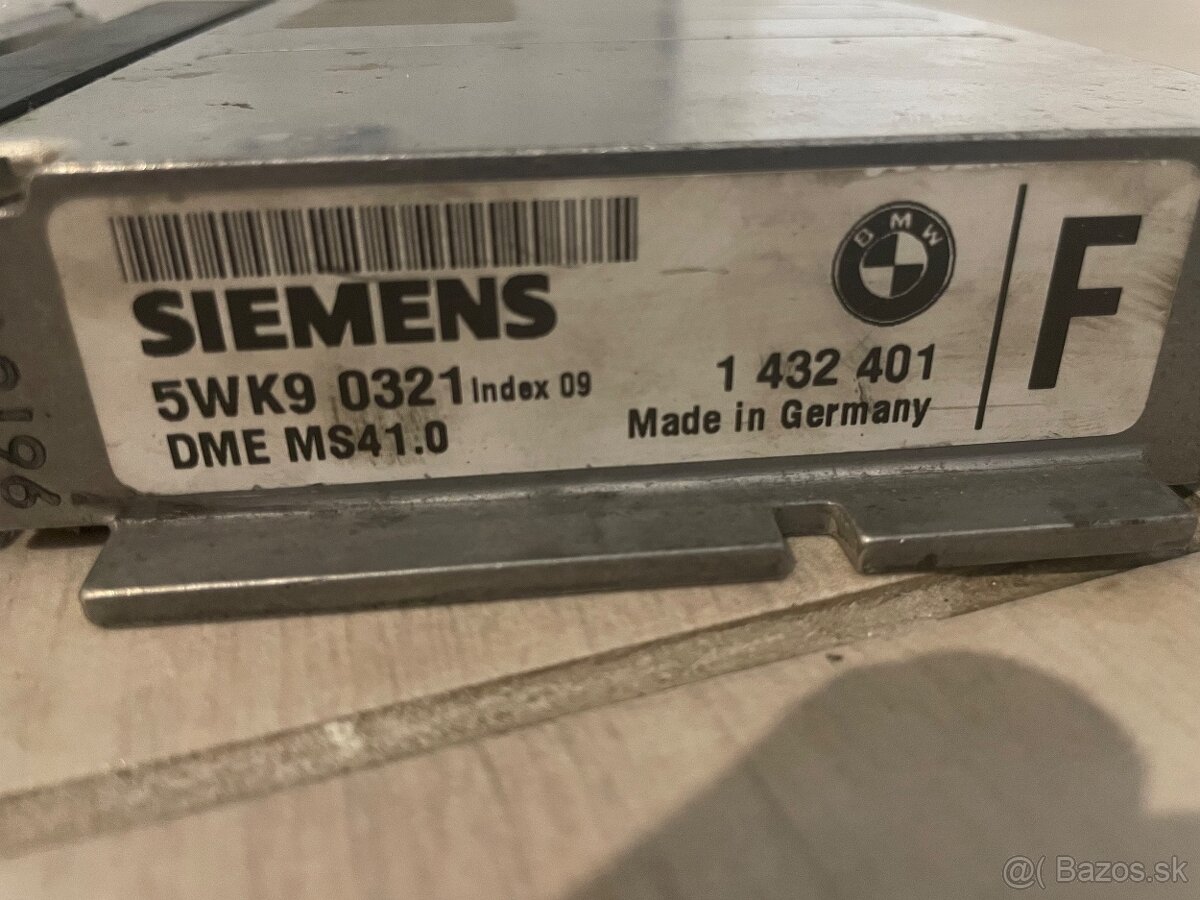 SIEMENS
5WK9 0321 Index 09
DME MS41.0
BMW
1 432 401
Made in Germany
F
@( Bazos.sk